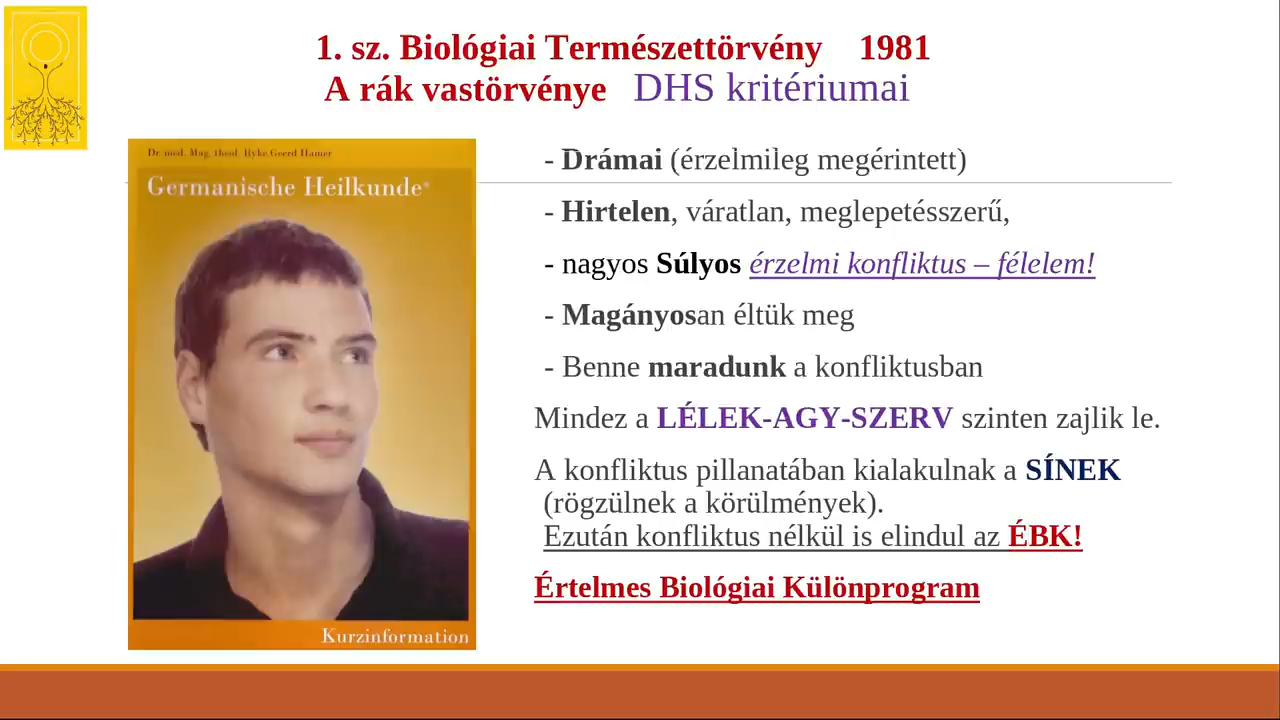 1. sz. Biológiai Természettörvény 1981
A rák vastörvénye DHS kritériumai
Dr. med. Mag. theol. Ryke Geerd Hamer
Germanische Heilkunde®
Kurzinformation
- Drámai (érzelmileg megérintett)
- Hirtelen, váratlan, meglepetésszerű,
- nagyos Súlyos érzelmi konfliktus – félelem!
- Magányosan éltük meg
- Benne maradunk a konfliktusban
Mindez a LÉLEK-AGY-SZERV szinten zajlik le.
A konfliktus pillanatában kialakulnak a SÍNEK
(rögzülnek a körülmények).
Ezután konfliktus nélkül is elindul az ÉBK!
Értelmes Biológiai Különprogram